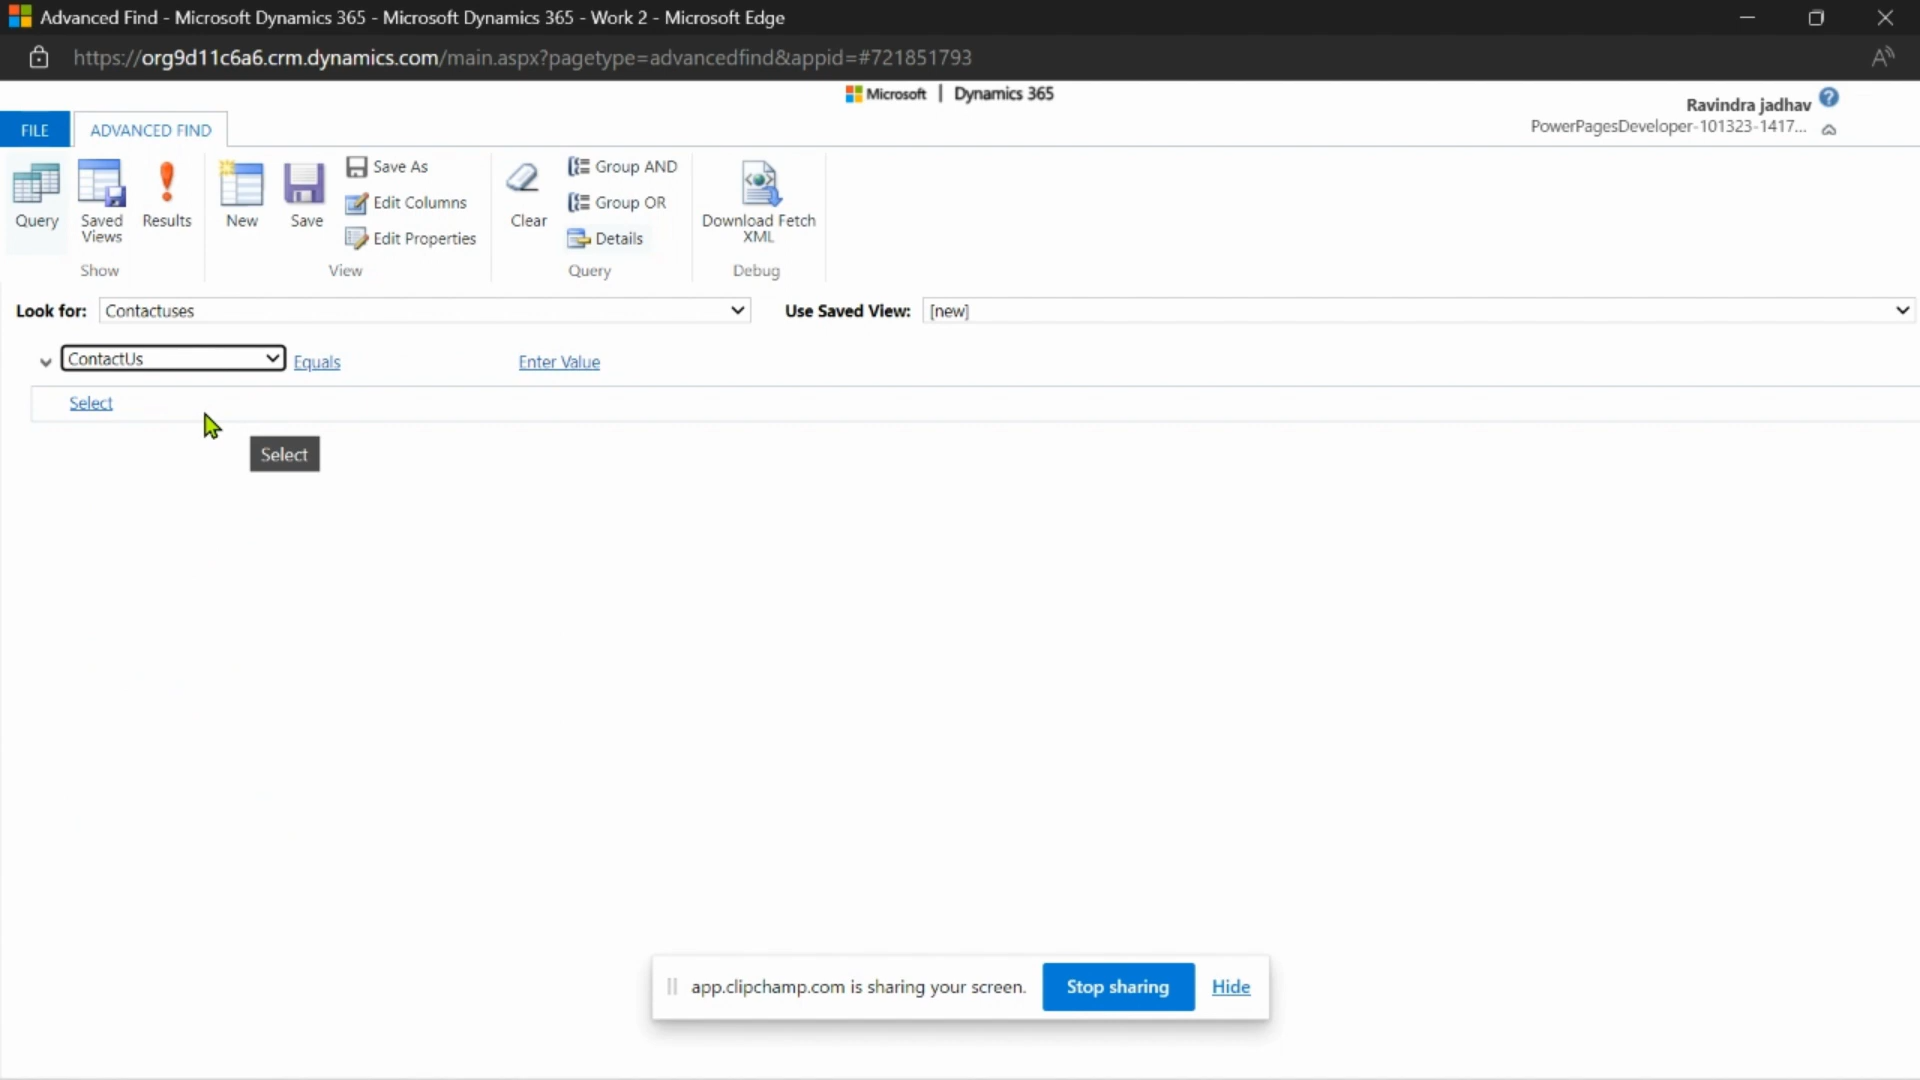 Advanced Find - Microsoft Dynamics 365 - Microsoft Dynamics 365 - Work 2 - Microsoft Edge
https://org9d11c6a6.crm.dynamics.com/main.aspx?pagetype=advancedfind&appid=#721851793
Microsoft | Dynamics 365
Ravindra jadhav
PowerPagesDeveloper-101323-1417...
FILE
ADVANCED FIND
Query
Saved Views
Results
Show
New
Save
Save As
Edit Columns
Edit Properties
View
Clear
Group AND
Group OR
Details
Query
Download Fetch XML
Debug
Look for: Contactuses
Use Saved View: [new]
ContactUs Equals Enter Value
Select
Select
app.clipchamp.com is sharing your screen. Stop sharing Hide